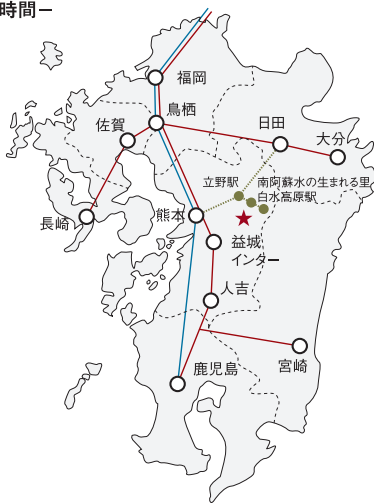 時間ー
福岡
鳥栖
佐賀
日田
大分
立野駅
南阿蘇水の生まれる里
白水高原駅
長崎
熊本
益城
インター
人吉
宮崎
鹿児島